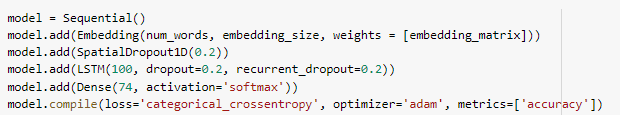 model = Sequential()
model.add(Embedding(num_words, embedding_size, weights = [embedding_matrix]))
model.add(SpatialDropout1D(0.2))
model.add(LSTM(100, dropout=0.2, recurrent_dropout=0.2))
model.add(Dense(74, activation='softmax'))
model.compile(loss='categorical_crossentropy', optimizer='adam', metrics=['accuracy'])